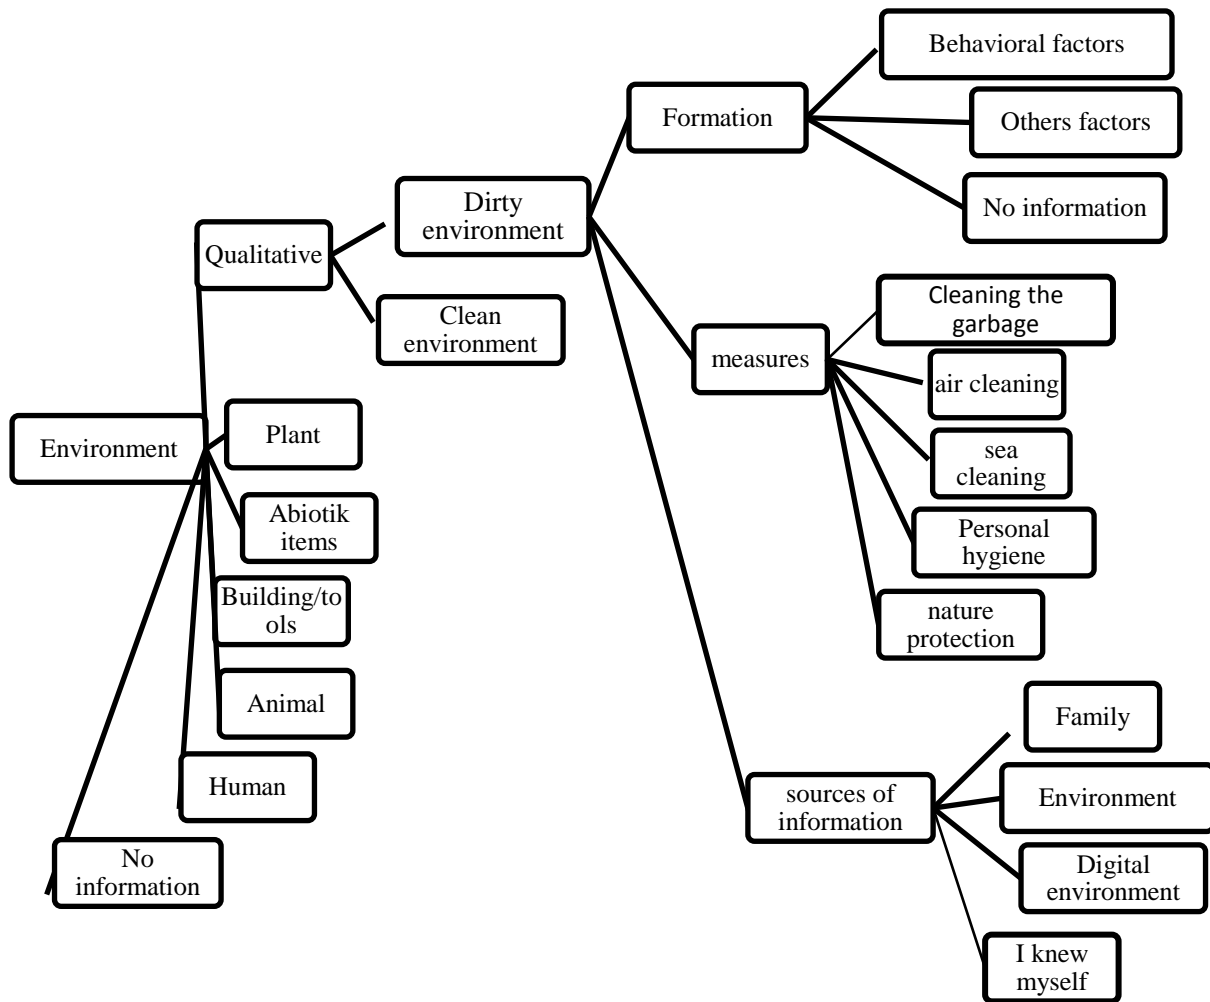 Behavioral factors
Formation
Others factors
No information
Dirty
environment
Qualitative
Clean
environment
Cleaning the
garbage
measures
air cleaning
sea
cleaning
Personal
hygiene
nature
protection
Environment
Plant
Abiotik
items
Building/to
ols
Animal
Human
No
information
Family
sources of
information
Environment
Digital
environment
I knew
myself